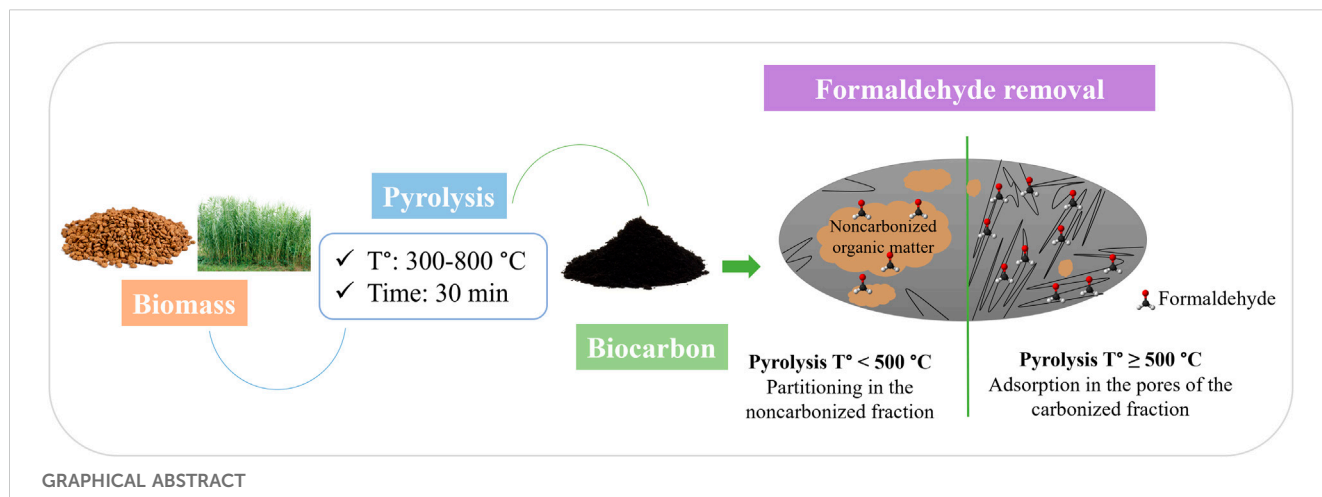 Formaldehyde removal
Pyrolysis
✓ T°: 300-800 °C
✓ Time: 30 min
Biomass
Biocarbon
Noncarbonized
organic matter
Formaldehyde
Pyrolysis T° < 500 °C
Partitioning in the
noncarbonized fraction
Pyrolysis T° ≥ 500 °C
Adsorption in the pores of the
carbonized fraction
GRAPHICAL ABSTRACT